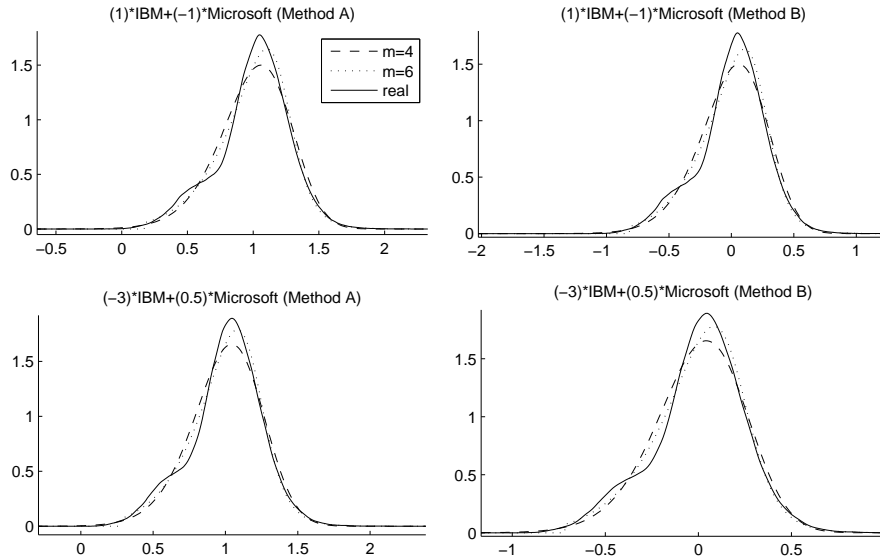 (1)*IBM+(−1)*Microsoft (Method A)
1.5
1
0.5
0
−0.5 0 0.5 1 1.5 2
m=4
m=6
real
(1)*IBM+(−1)*Microsoft (Method B)
1.5
1
0.5
0
−2 −1.5 −1 −0.5 0 0.5 1
(−3)*IBM+(0.5)*Microsoft (Method A)
1.5
1
0.5
0
0 0.5 1 1.5 2
(−3)*IBM+(0.5)*Microsoft (Method B)
1.5
1
0.5
0
−1 −0.5 0 0.5